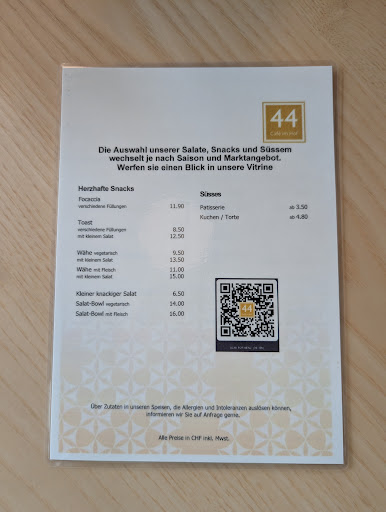 44
Die Auswahl unserer Salate, Snacks und Süssem
wechselt je nach Saison und Marktangebot.
Werfen sie einen Blick in unsere Vitrine
Herzhafte Snacks
Focaccia
verschiedene Füllungen 11.90
Toast
verschiedene Füllungen 8.50
mit kleinem Salat 12.50
Wähe vegetarisch 9.50
mit kleinem Salat 13.50
Wähe mit Fleisch 11.00
mit kleinem Salat 15.00
Kleiner knackiger Salat 6.50
Salat-Bowl vegetarisch 14.00
Salat-Bowl mit Fleisch 16.00
Süsses
Patisserie ab 3.50
Kuchen / Torte ab 4.80
44
Über Zutaten in unseren Speisen, die Allergien und Intoleranzen auslösen können,
informieren wir Sie auf Anfrage gerne.
Alle Preise in CHF inkl. Mwst.